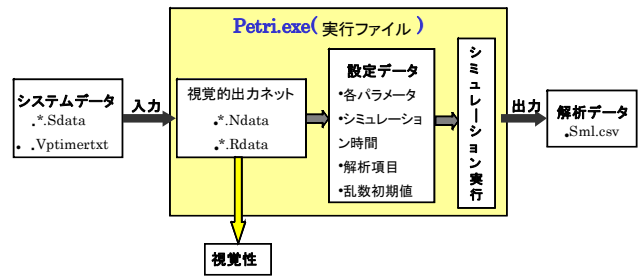 Petri.exe(実行ファイル)
システムデータ
.*.Sdata
. .Vptimertxt
入力
視覚的出力ネット
.*.Ndata
.*.Rdata
設定データ
•各パラメータ
•シミュレーショ
ン時間
•解析項目
•乱数初期値
シミュレーション実行
出力
解析データ
.Sml.csv
視覚性